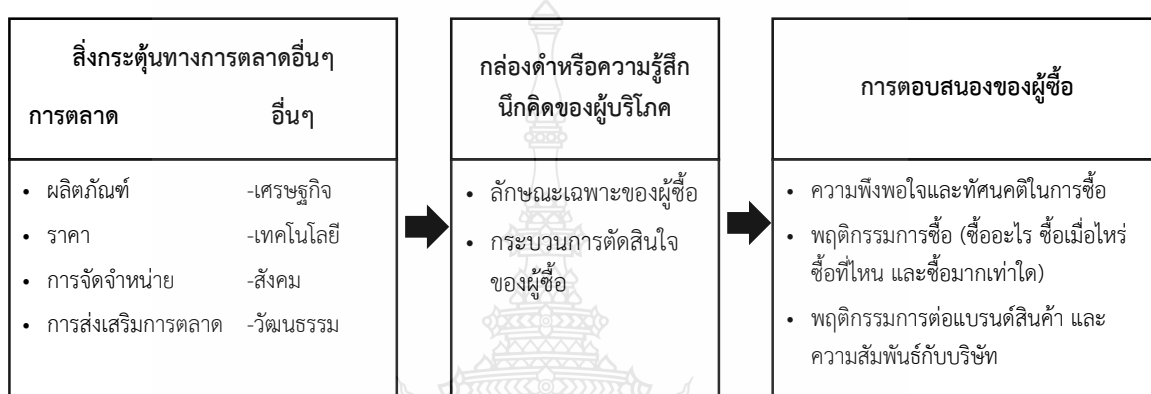 สิ่งกระตุ้นทางการตลาดอื่นๆ
การตลาด อื่นๆ
• ผลิตภัณฑ์ -เศรษฐกิจ
• ราคา -เทคโนโลยี
• การจัดจำหน่าย -สังคม
• การส่งเสริมการตลาด -วัฒนธรรม
กล่องดำหรือความรู้สึก
นึกคิดของผู้บริโภค
• ลักษณะเฉพาะของผู้ซื้อ
• กระบวนการตัดสินใจ
ของผู้ซื้อ
การตอบสนองของผู้ซื้อ
• ความพึงพอใจและทัศนคติในการซื้อ
• พฤติกรรมการซื้อ (ซื้ออะไร ซื้อเมื่อไหร่
ซื้อที่ไหน และซื้อมากเท่าใด)
• พฤติกรรมการต่อแบรนด์สินค้า และ
ความสัมพันธ์กับบริษัท